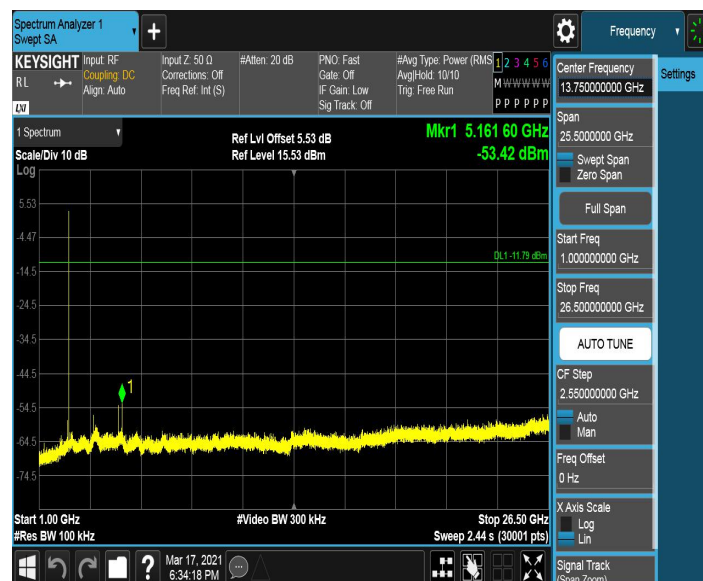 Spectrum Analyzer 1
Swept SA
+
Frequency
KEYSIGHT
RL
LXI
Input: RF
Coupling: DC
Align: Auto
Input Z: 50 Ω
Corrections: Off
Freq Ref: Int (S)
#Atten: 20 dB
PNO: Fast
Gate: Off
IF Gain: Low
Sig Track: Off
#Avg Type: Power (RMS
Avg|Hold: 10/10
Trig: Free Run
1 2 3 4 5 6
M W W W W W
P P P P P P
Center Frequency
13.750000000 GHz
Settings
Span
25.5000000 GHz
Swept Span
Zero Span
Full Span
Start Freq
1.000000000 GHz
Stop Freq
26.500000000 GHz
AUTO TUNE
CF Step
2.550000000 GHz
Auto
Man
Freq Offset
0 Hz
X Axis Scale
Log
Lin
Signal Track
(Span Zoom)
1 Spectrum
Scale/Div 10 dB
Log
Ref Lvl Offset 5.53 dB
Ref Level 15.53 dBm
Mkr1 5.161 60 GHz
-53.42 dBm
5.53
-4.47
DL1 -11.79 dBm
-14.5
-24.5
-34.5
-44.5
1
-54.5
-64.5
-74.5
Start 1.00 GHz
#Video BW 300 kHz
Stop 26.50 GHz
#Res BW 100 kHz
Sweep 2.44 s (30001 pts)
?
Mar 17, 2021
6:34:18 PM